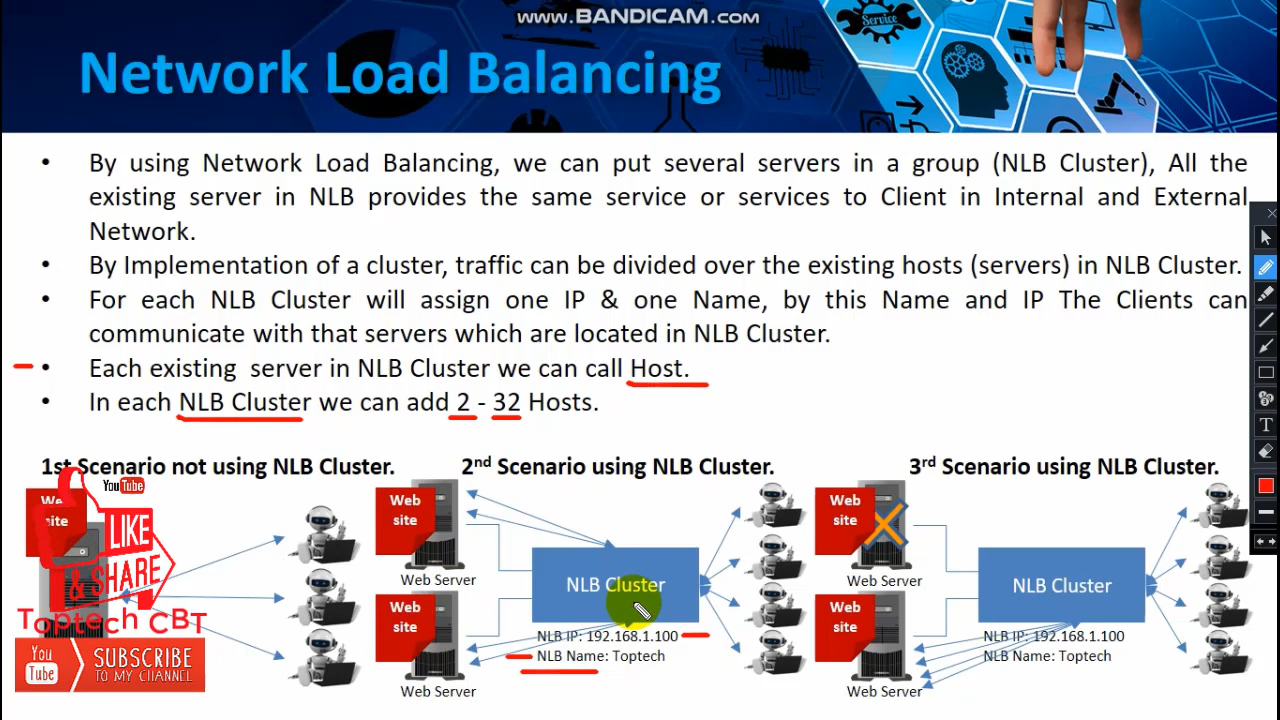 www.BANDICAM.com
Service
Network Load Balancing
• By using Network Load Balancing, we can put several servers in a group (NLB Cluster), All the
existing server in NLB provides the same service or services to Client in Internal and External
Network.
• By Implementation of a cluster, traffic can be divided over the existing hosts (servers) in NLB Cluster.
• For each NLB Cluster will assign one IP & one Name, by this Name and IP The Clients can
communicate with that servers which are located in NLB Cluster.
• Each existing server in NLB Cluster we can call Host.
• In each NLB Cluster we can add 2 - 32 Hosts.
1st Scenario not using NLB Cluster.
We
site
YouTube
LIKE
& SHARE
Toptech CBT
You
Tube
SUBSCRIBE
TO MY CHANNEL
2nd Scenario using NLB Cluster.
Web
site
Web Server
Web
site
Web Server
NLB Cluster
NLB IP: 192.168.1.100
NLB Name: Toptech
3rd Scenario using NLB Cluster.
Web
site
Web Server
Web
site
Web Server
NLB Cluster
NLB IP: 192.168.1.100
NLB Name: Toptech
T